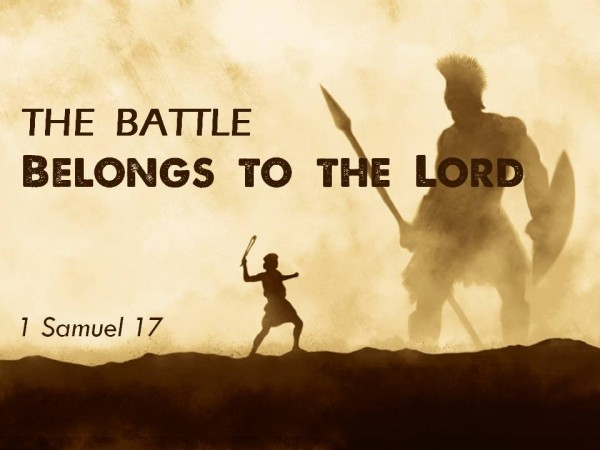 THE BATTLE
BELONGS TO THE LORD
1 Samuel 17